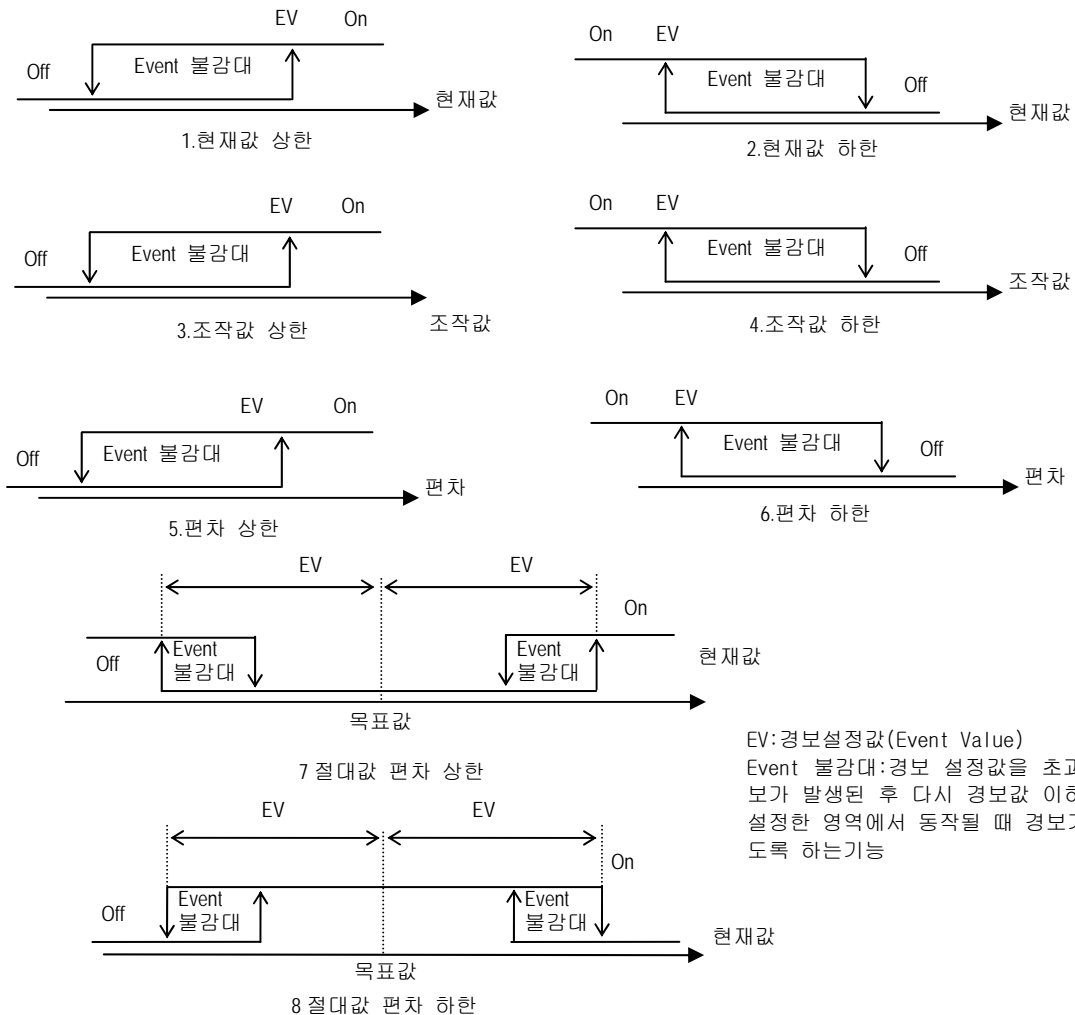 EV On
Off Event 불감대
현재값
1.현재값 상한
On EV
Event 불감대 Off
현재값
2.현재값 하한
EV On
Off Event 불감대
조작값
3.조작값 상한
On EV
Event 불감대 Off
조작값
4.조작값 하한
EV On
Off Event 불감대
편차
5.편차 상한
On EV
Event 불감대 Off
편차
6.편차 하한
EV EV
On
Off Event Event
불감대 불감대
현재값
목표값
7 절대값 편차 상한
EV EV
On
Off Event Event
불감대 불감대
현재값
목표값
8 절대값 편차 하한
EV:경보설정값(Event Value)
Event 불감대:경보 설정값을 초
보가 발생된 후 다시 경보값 이
설정한 영역에서 동작될 때 경보
도록 하는기능